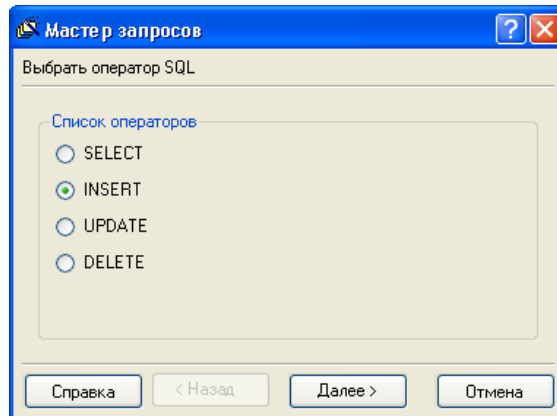 Мастер запросов
Выбрать оператор SQL
Список операторов
SELECT
INSERT
UPDATE
DELETE
Справка < Назад Далее > Отмена